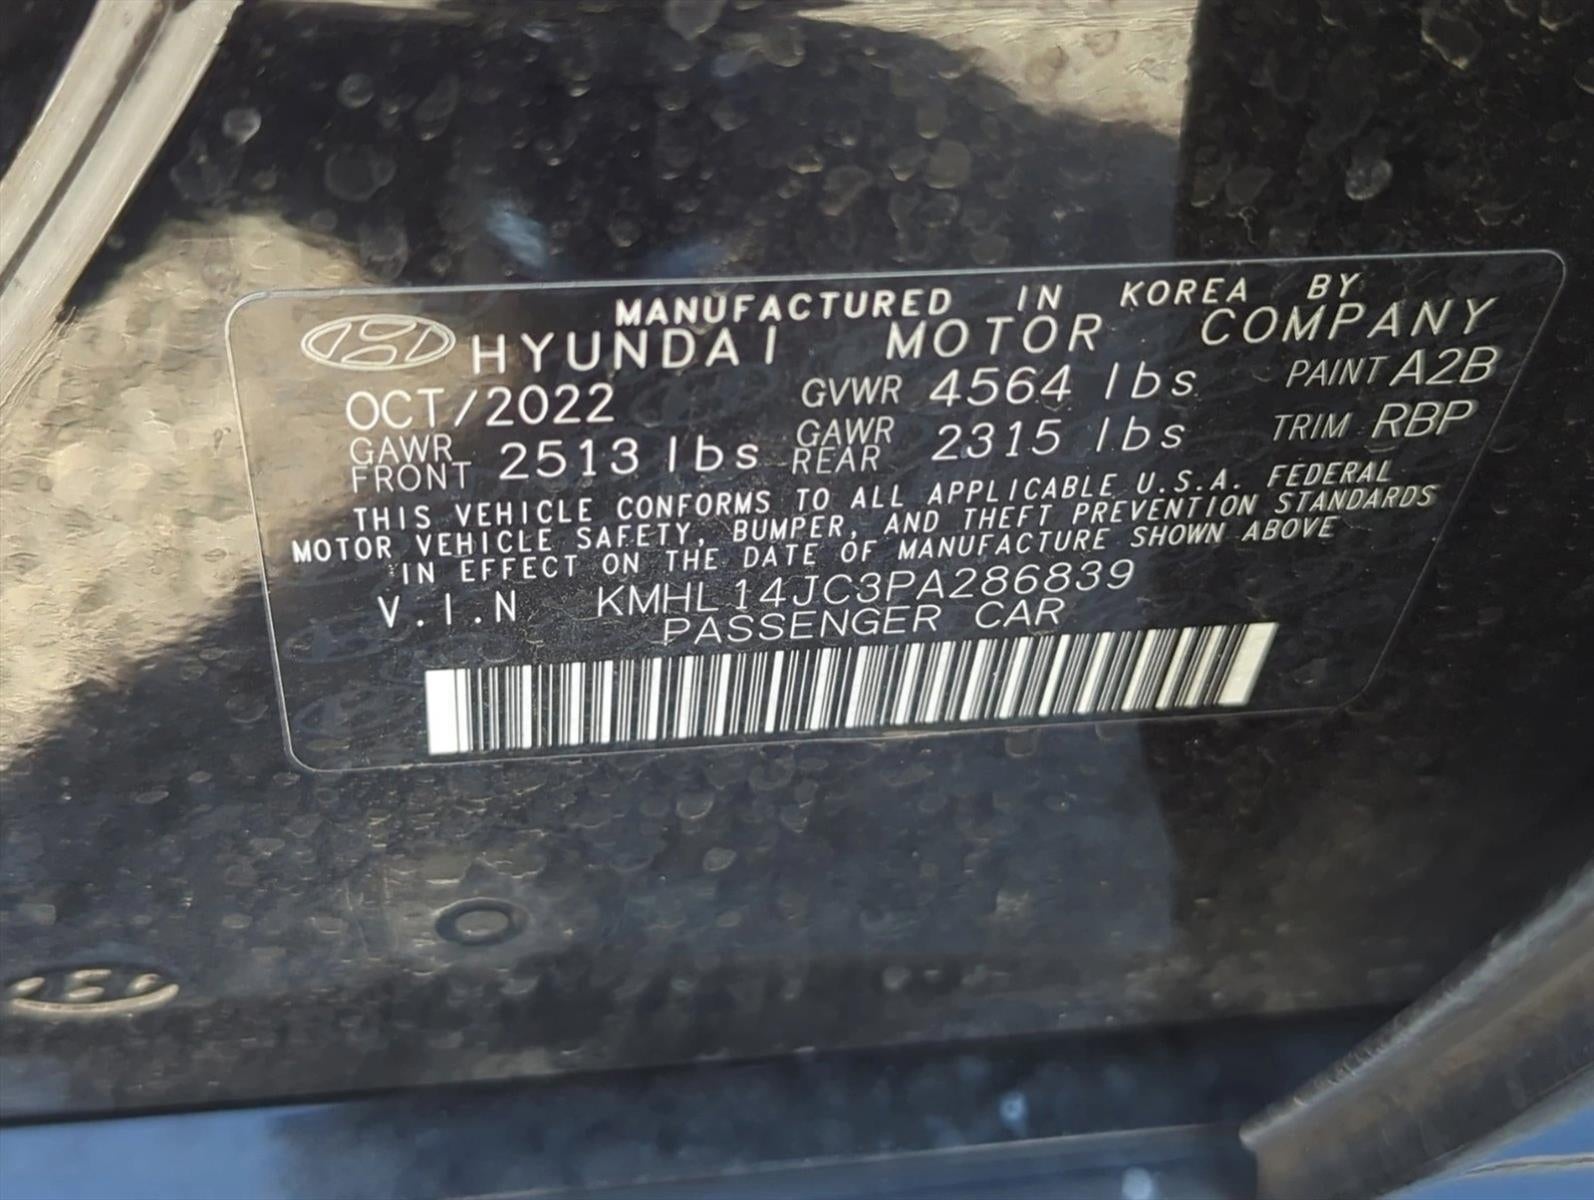 MANUFACTURED IN KOREA BY
HYUNDAI MOTOR COMPANY
OCT/2022 GVWR 4564 lbs PAINT A2B
GAWR FRONT 2513 lbs GAWR REAR 2315 lbs TRIM RBP
THIS VEHICLE CONFORMS TO ALL APPLICABLE U.S.A. FEDERAL
MOTOR VEHICLE SAFETY, BUMPER, AND THEFT PREVENTION STANDARDS
IN EFFECT ON THE DATE OF MANUFACTURE SHOWN ABOVE
V.I.N KMHL14JC3PA286839
PASSENGER CAR